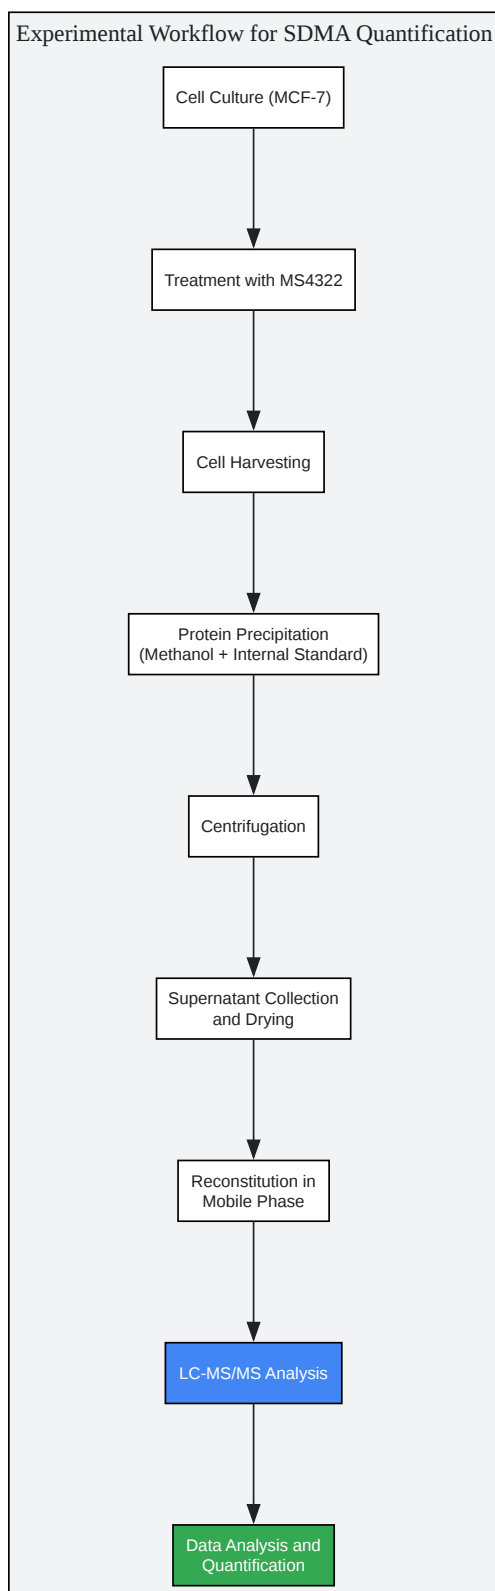 Experimental Workflow for SDMA Quantification
Cell Culture (MCF-7)
Treatment with MS4322
Cell Harvesting
Protein Precipitation
(Methanol + Internal Standard)
Centrifugation
Supernatant Collection
and Drying
Reconstitution in
Mobile Phase
LC-MS/MS Analysis
Data Analysis and
Quantification